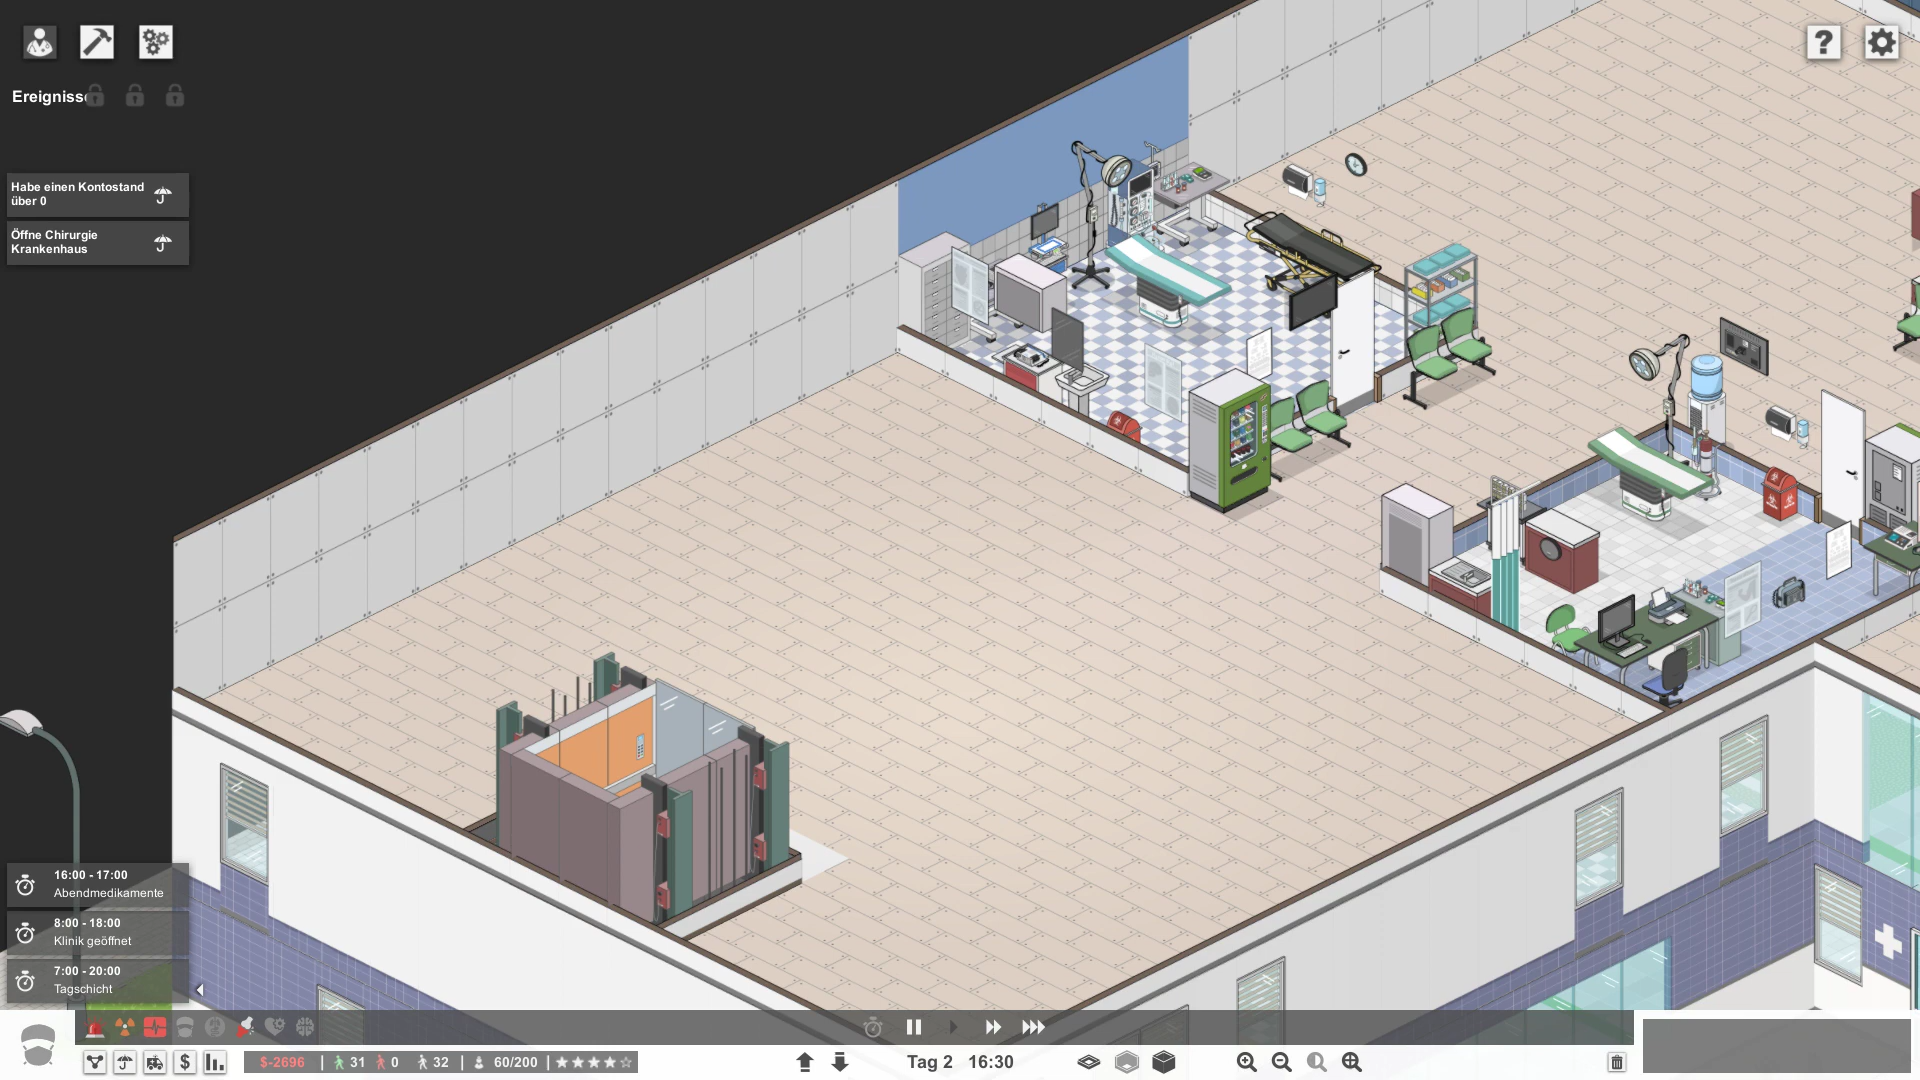 Ereignisse
Habe einen Kontostand
über 0
Öffne Chirurgie
Krankenhaus
16:00 - 17:00
Abendmedikamente
8:00 - 18:00
Klinik geöffnet
7:00 - 20:00
Tagschicht
$-2696 | 31 0 | 32 | 60/200 |
Tag 2 16:30